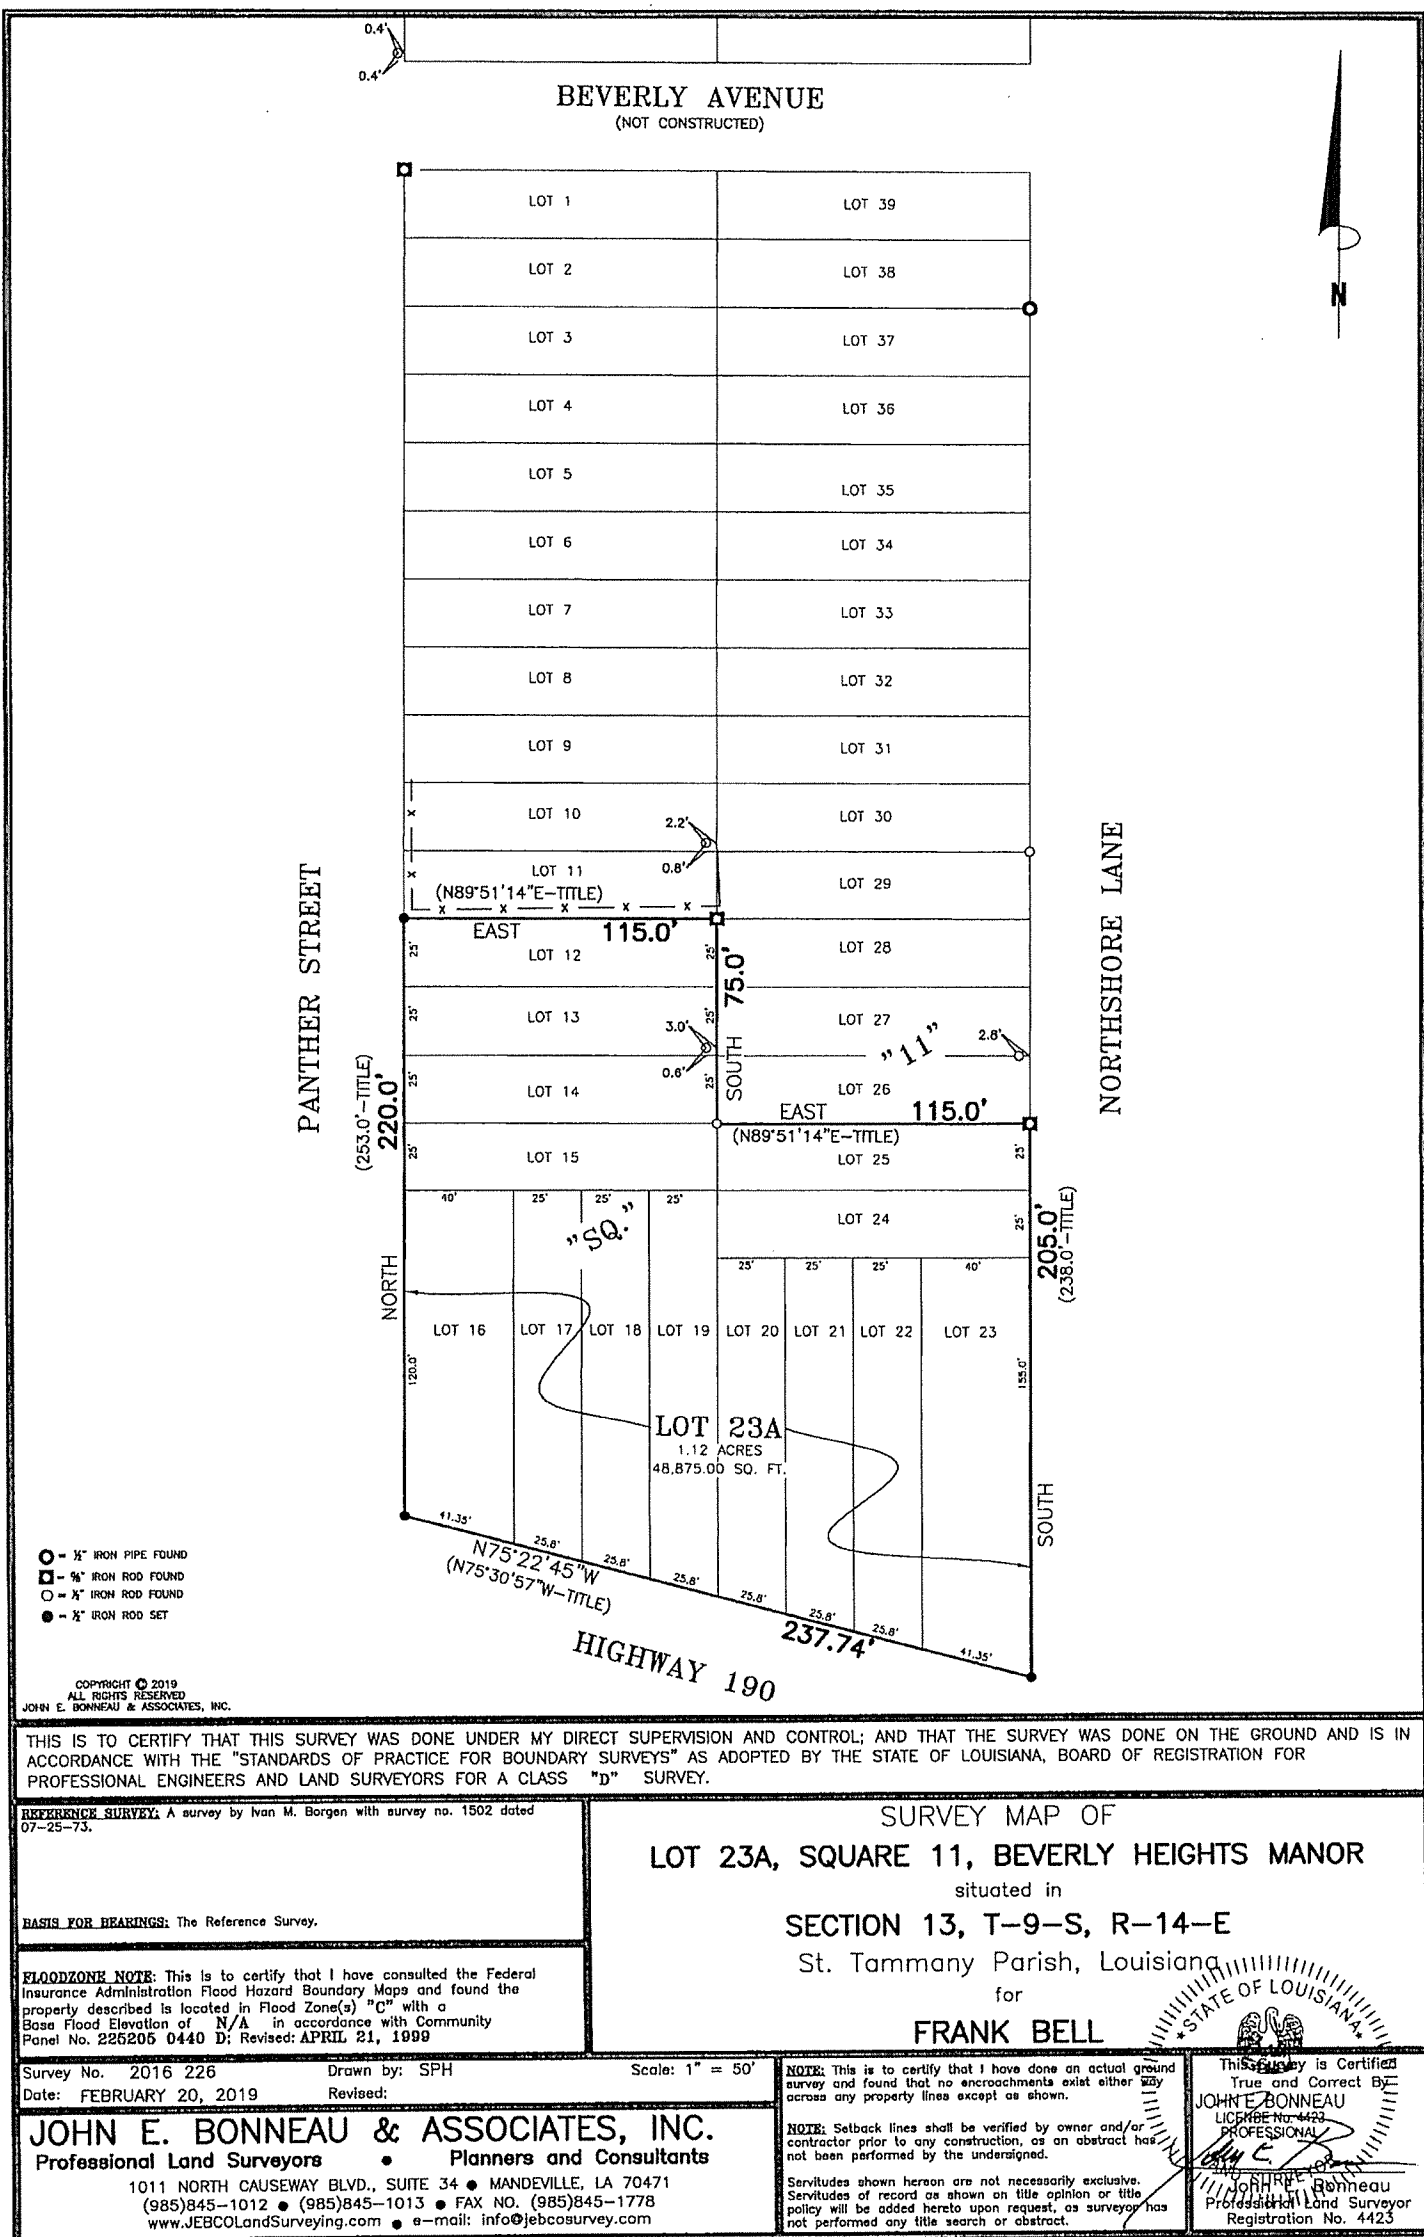 0.4'
0.4'
BEVERLY AVENUE
(NOT CONSTRUCTED)
N
LOT 1
LOT 39
LOT 2
LOT 38
LOT 3
LOT 37
LOT 4
LOT 36
LOT 5
LOT 35
LOT 6
LOT 34
LOT 7
LOT 33
LOT 8
LOT 32
LOT 9
LOT 31
LOT 10
LOT 30
2.2'
0.8'
LOT 11
LOT 29
(N89°51'14"E-TITLE)
EAST 115.0'
LOT 12
LOT 28
25'
25'
75.0'
SOUTH
PANTHER STREET
NORTHSHORE LANE
LOT 13
LOT 27
25'
25'
3.0'
0.6'
"11"
2.8'
LOT 14
LOT 26
25'
25'
(253.0'-TITLE)
220.0'
EAST 115.0'
(N89°51'14"E-TITLE)
LOT 15
LOT 25
25'
25'
40' 25' 25' 25'
"SQ."
LOT 24
25'
205.0'
(238.0'-TITLE)
25' 25' 25' 40'
NORTH
LOT 16 LOT 17 LOT 18 LOT 19 LOT 20 LOT 21 LOT 22 LOT 23
120.0'
155.0'
LOT 23A
1.12 ACRES
48,875.00 SQ. FT.
SOUTH
41.35' 25.8' 25.8' 25.8' 25.8' 25.8' 25.8' 41.35'
N75°22'45"W
(N75°30'57"W-TITLE)
237.74'
HIGHWAY 190
= ½" IRON PIPE FOUND
IRON ROD FOUND
= ½" IRON ROD FOUND
= ½" IRON ROD SET
COPYRIGHT © 2019
ALL RIGHTS RESERVED
JOHN E. BONNEAU & ASSOCIATES, INC.
THIS IS TO CERTIFY THAT THIS SURVEY WAS DONE UNDER MY DIRECT SUPERVISION AND CONTROL; AND THAT THE SURVEY WAS DONE ON THE GROUND AND IS IN
ACCORDANCE WITH THE "STANDARDS OF PRACTICE FOR BOUNDARY SURVEYS" AS ADOPTED BY THE STATE OF LOUISIANA, BOARD OF REGISTRATION FOR
PROFESSIONAL ENGINEERS AND LAND SURVEYORS FOR A CLASS "D" SURVEY.
REFERENCE SURVEY: A survey by Ivan M. Borgen with survey no. 1502 dated
07-25-73.
BASIS FOR BEARINGS: The Reference Survey.
FLOODZONE NOTE: This is to certify that I have consulted the Federal
Insurance Administration Flood Hazard Boundary Maps and found the
property described is located in Flood Zone(s) "C" with a
Base Flood Elevation of N/A in accordance with Community
Panel No. 225205 0440 D; Revised: APRIL 21, 1999
SURVEY MAP OF
LOT 23A, SQUARE 11, BEVERLY HEIGHTS MANOR
situated in
SECTION 13, T-9-S, R-14-E
St. Tammany Parish, Louisiana
for
FRANK BELL
Survey No. 2016 226 Drawn by: SPH Scale: 1" = 50'
Date: FEBRUARY 20, 2019 Revised:
JOHN E. BONNEAU & ASSOCIATES, INC.
Professional Land Surveyors • Planners and Consultants
1011 NORTH CAUSEWAY BLVD., SUITE 34 ● MANDEVILLE, LA 70471
(985)845-1012 ● (985)845-1013 ● FAX NO. (985)845-1778
www.JEBCOLandSurveying.com ● e-mail: info@jebcosurvey.com
NOTE: This is to certify that I have done an actual ground
survey and found that no encroachments exist either way
across any property lines except as shown.
NOTE: Setback lines shall be verified by owner and/or
contractor prior to any construction, as an abstract has
not been performed by the undersigned.
Servitudes shown hereon are not necessarily exclusive.
Servitudes of record as shown on title opinion or title
policy will be added hereto upon request, as surveyor has
not performed any title search or abstract.
STATE OF LOUISIANA
This Survey is Certified
True and Correct By
JOHN E. BONNEAU
LICENSE No. 4423
PROFESSIONAL
LAND SURVEYOR
John E. Bonneau
Professional Land Surveyor
Registration No. 4423